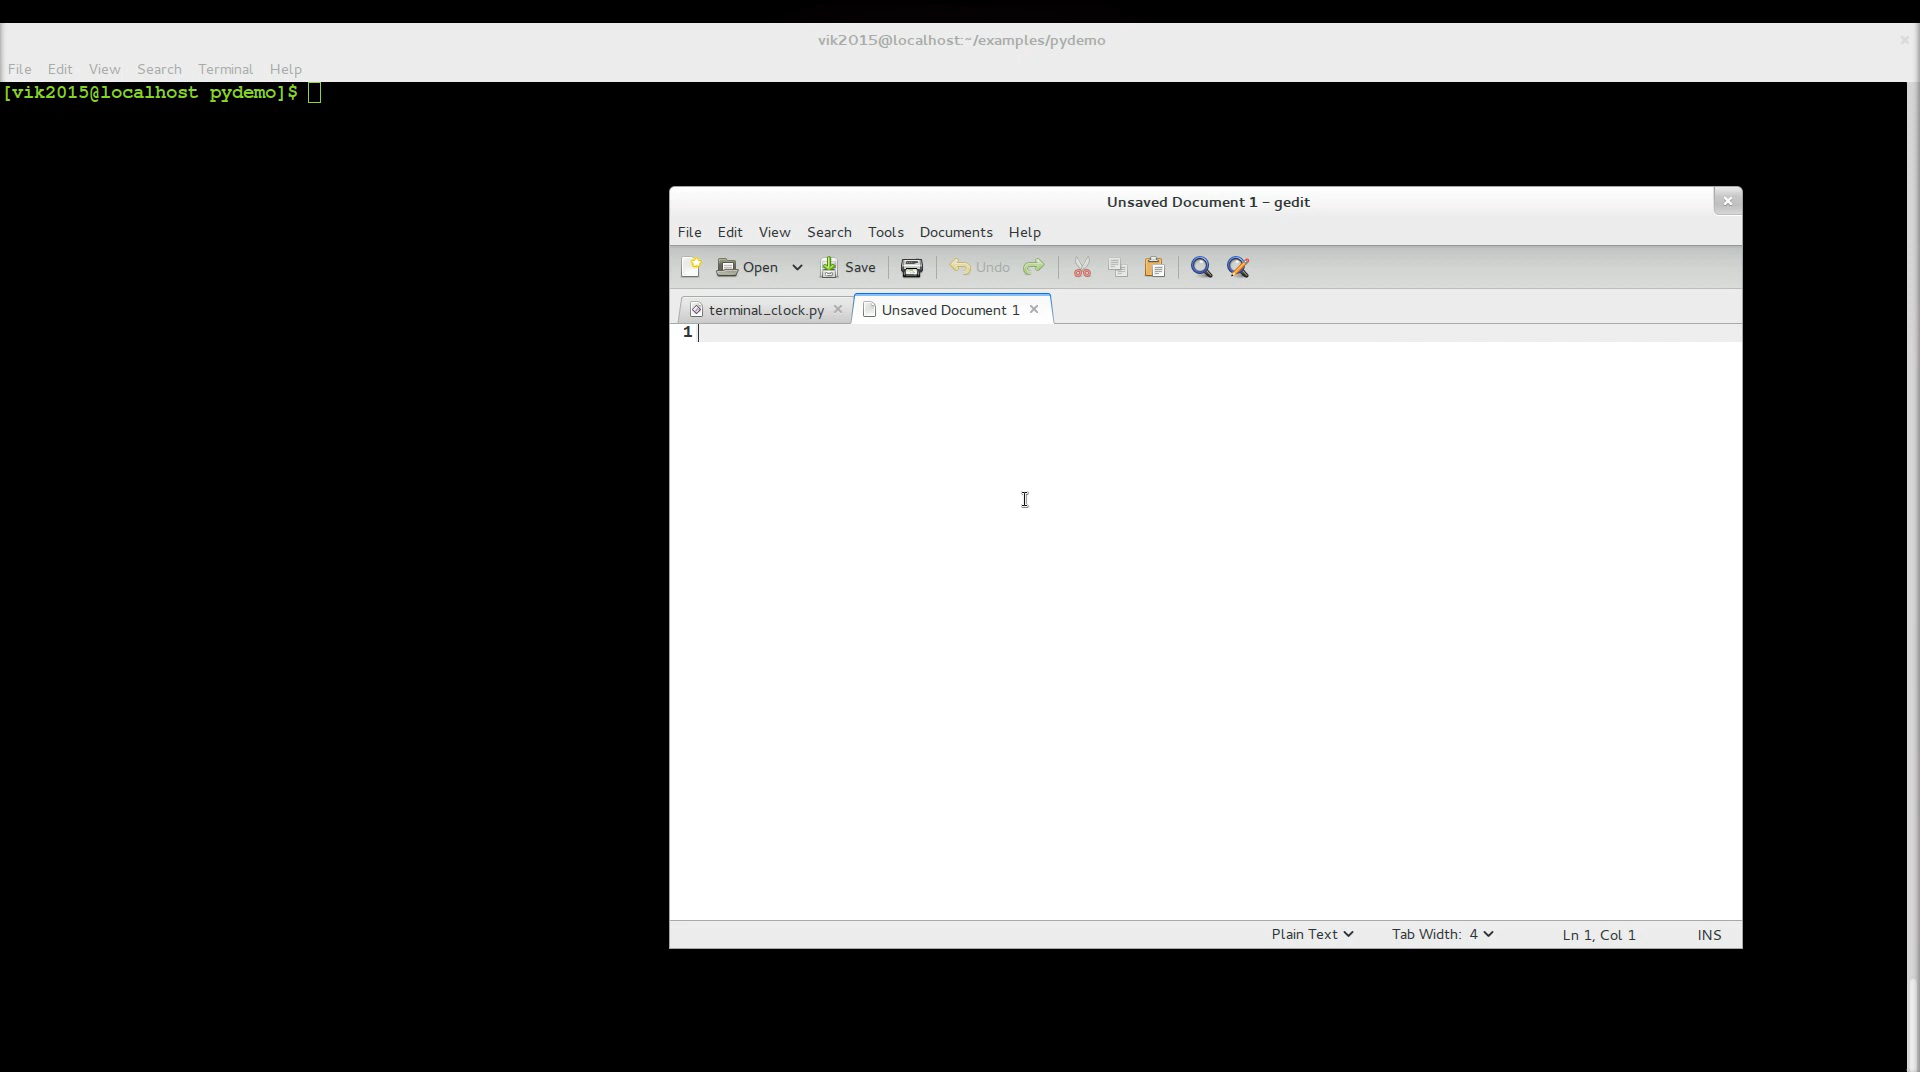 vik2015@localhost:~/examples/pydemo
File Edit View Search Terminal Help
[vik2015@localhost pydemo]$
Unsaved Document 1 - gedit
File Edit View Search Tools Documents Help
Open Save Undo
terminal_clock.py Unsaved Document 1
1
Plain Text Tab Width: 4 Ln 1, Col 1 INS